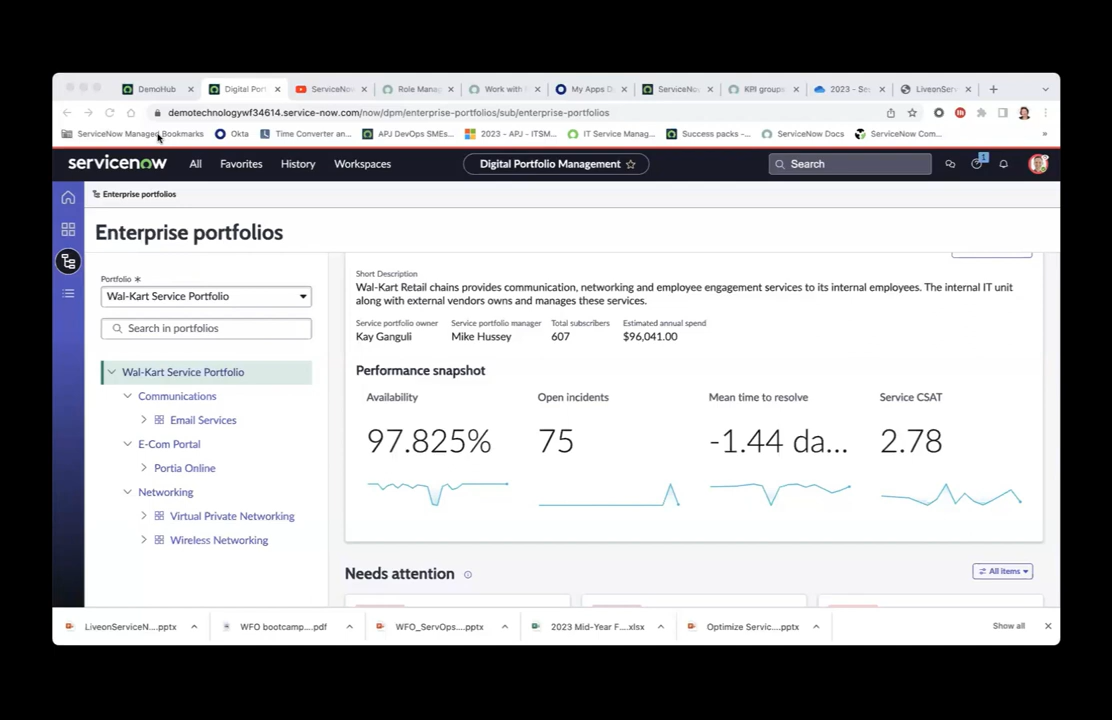 DemoHub
Digital Port
ServiceNo
Role Manag
Work with
My Apps D
ServiceNo
KPI groups
2023 - Se
LiveonServ
demotechnologywf34614.service-now.com/now/dpm/enterprise-portfolios/sub/enterprise-portfolios
ServiceNow Managed Bookmarks
Okta
Time Converter an...
APJ DevOps SMEs...
2023 - APJ - ITSM...
IT Service Manag...
Success packs -...
ServiceNow Docs
ServiceNow Com...
servicenow
All
Favorites
History
Workspaces
Digital Portfolio Management
Search
1
Enterprise portfolios
Enterprise portfolios
Portfolio *
Wal-Kart Service Portfolio
Search in portfolios
Wal-Kart Service Portfolio
Communications
Email Services
E-Com Portal
Portia Online
Networking
Virtual Private Networking
Wireless Networking
Short Description
Wal-Kart Retail chains provides communication, networking and employee engagement services to its internal employees. The internal IT unit
along with external vendors owns and manages these services.
Service portfolio owner
Service portfolio manager
Total subscribers
Estimated annual spend
Kay Ganguli
Mike Hussey
607
$96,041.00
Performance snapshot
Availability
Open incidents
Mean time to resolve
Service CSAT
97.825%
75
-1.44 da...
2.78
Needs attention
All items
LiveonServiceN....pptx
WFO bootcamp....pdf
WFO_ServOps....pptx
2023 Mid-Year F....xlsx
Optimize Servic....pptx
Show all